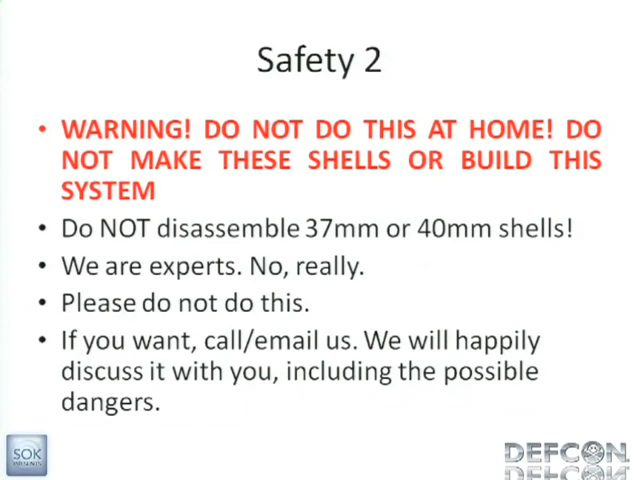 Safety 2
• WARNING! DO NOT DO THIS AT HOME! DO
NOT MAKE THESE SHELLS OR BUILD THIS
SYSTEM
• Do NOT disassemble 37mm or 40mm shells!
• We are experts. No, really.
• Please do not do this.
• If you want, call/email us. We will happily
discuss it with you, including the possible
dangers.
SOK
DEFCON